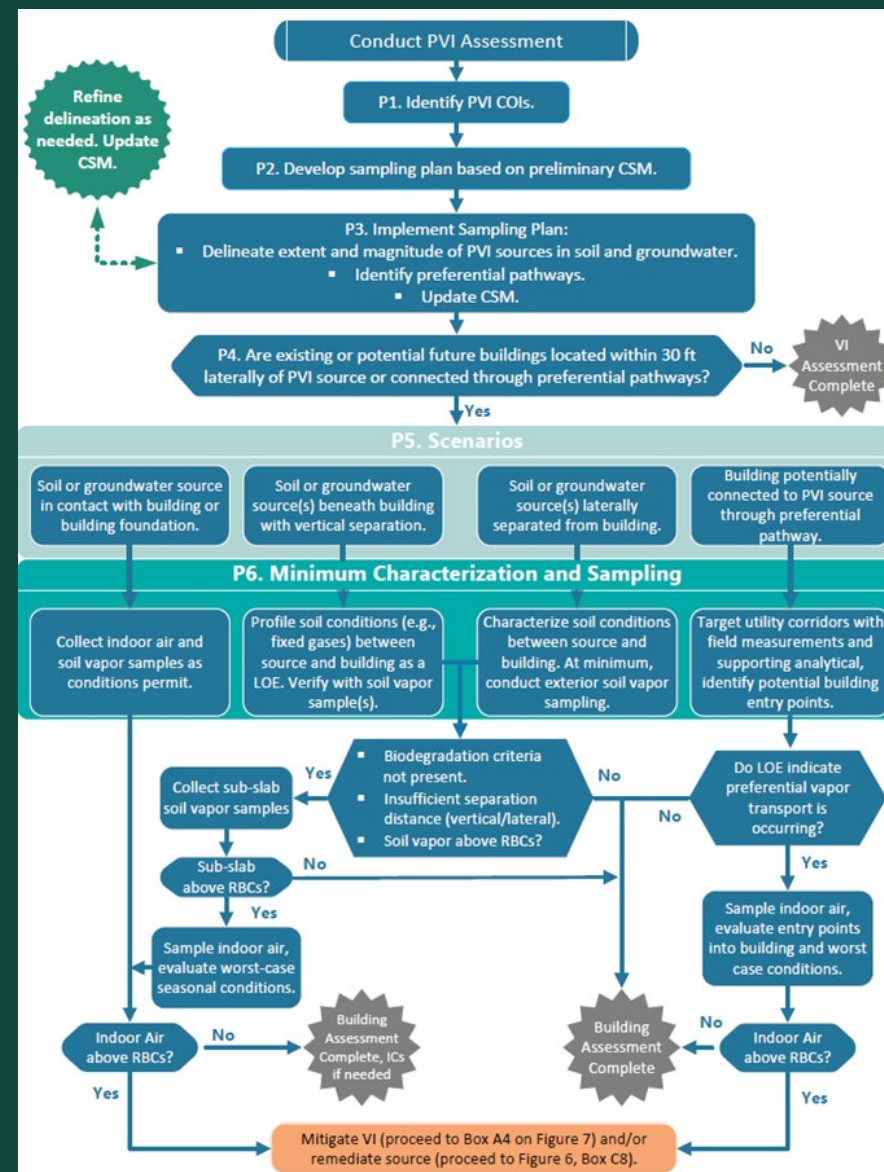 Conduct PVI Assessment
Refine
delineation as
needed. Update
CSM.
P1. Identify PVI COIs.
P2. Develop sampling plan based on preliminary CSM.
P3. Implement Sampling Plan:
▪ Delineate extent and magnitude of PVI sources in soil and groundwater.
▪ Identify preferential pathways.
▪ Update CSM.
P4. Are existing or potential future buildings located within 30 ft
laterally of PVI source or connected through preferential pathways?
No
VI
Assessment
Complete
Yes
P5. Scenarios
Soil or groundwater source
in contact with building or
building foundation.
Soil or groundwater
source(s) beneath building
with vertical separation.
Soil or groundwater
source(s) laterally
separated from building.
Building potentially
connected to PVI source
through preferential
pathway.
P6. Minimum Characterization and Sampling
Collect indoor air and
soil vapor samples as
conditions permit.
Profile soil conditions (e.g.,
fixed gases) between
source and building as a
LOE. Verify with soil vapor
sample(s).
Characterize soil conditions
between source and
building. At minimum,
conduct exterior soil vapor
sampling.
Target utility corridors with
field measurements and
supporting analytical,
identify potential building
entry points.
▪ Biodegradation criteria
not present.
▪ Insufficient separation
distance (vertical/lateral).
▪ Soil vapor above RBCs?
Yes
No
Collect sub-slab
soil vapor samples
Do LOE indicate
preferential vapor
transport is
occurring?
No
Yes
Sub-slab
above RBCs?
No
Yes
Sample indoor air,
evaluate worst-case
seasonal conditions.
Sample indoor air,
evaluate entry points
into building and worst
case conditions.
Indoor Air
above RBCs?
No
Yes
Building
Assessment
Complete, ICs
if needed
Building
Assessment
Complete
No
Indoor Air
above RBCs?
Yes
Mitigate VI (proceed to Box A4 on Figure 7) and/or
remediate source (proceed to Figure 6, Box C8).